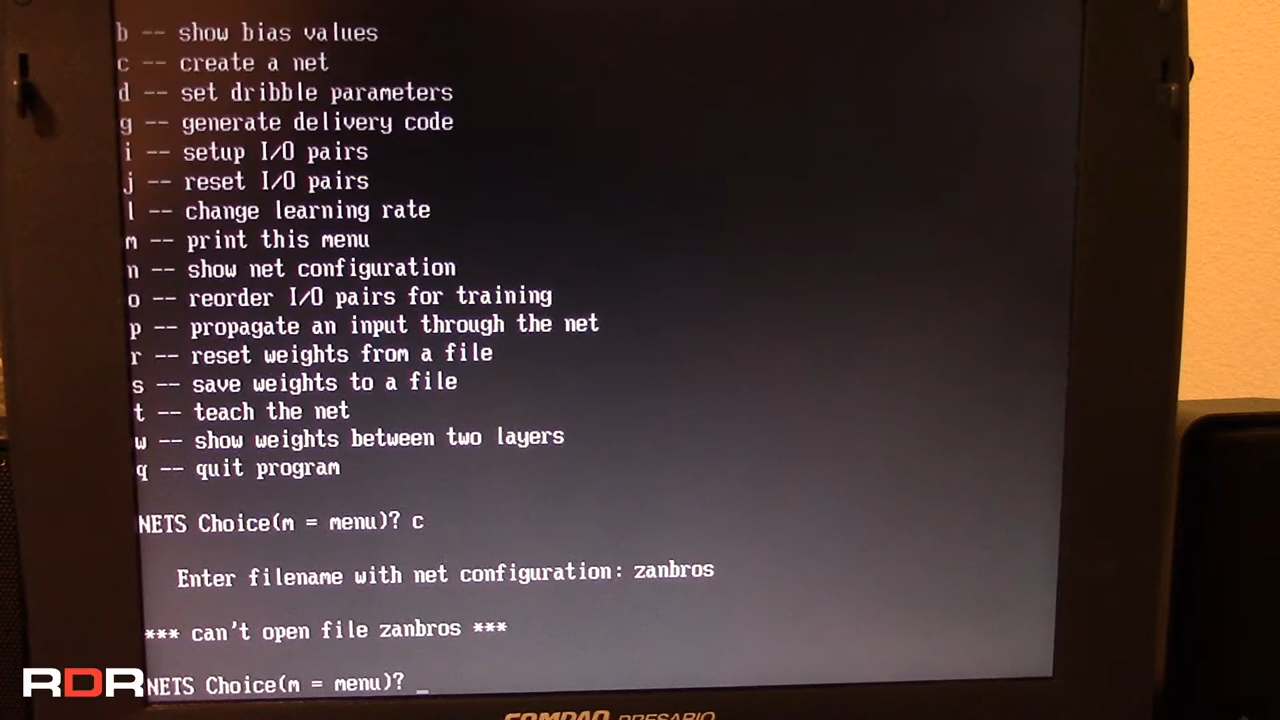 b -- show bias values
c -- create a net
d -- set dribble parameters
g -- generate delivery code
i -- setup I/O pairs
j -- reset I/O pairs
l -- change learning rate
m -- print this menu
n -- show net configuration
o -- reorder I/O pairs for training
p -- propagate an input through the net
r -- reset weights from a file
s -- save weights to a file
t -- teach the net
w -- show weights between two layers
q -- quit program
NETS Choice(m = menu)? c
Enter filename with net configuration: zanbros
*** can't open file zanbros ***
NETS Choice(m = menu)? _
RDR
COMPAQ PRESARIO